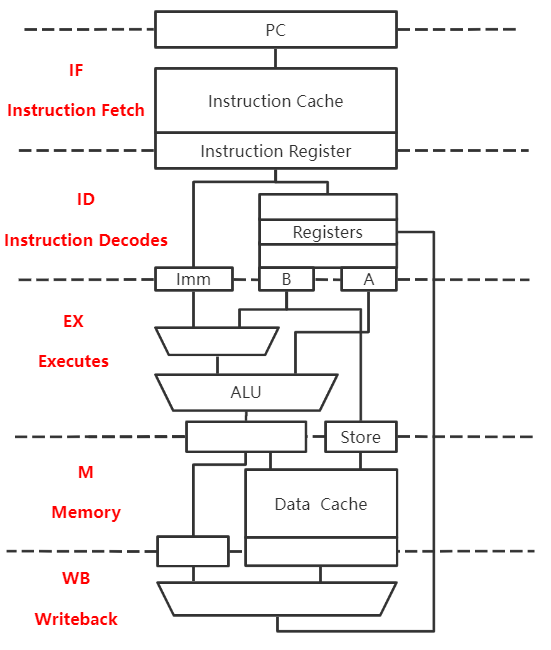 PC
IF
Instruction Fetch
Instruction Cache
Instruction Register
ID
Instruction Decodes
Registers
Imm
B
A
EX
Executes
ALU
Store
M
Memory
Data Cache
WB
Writeback